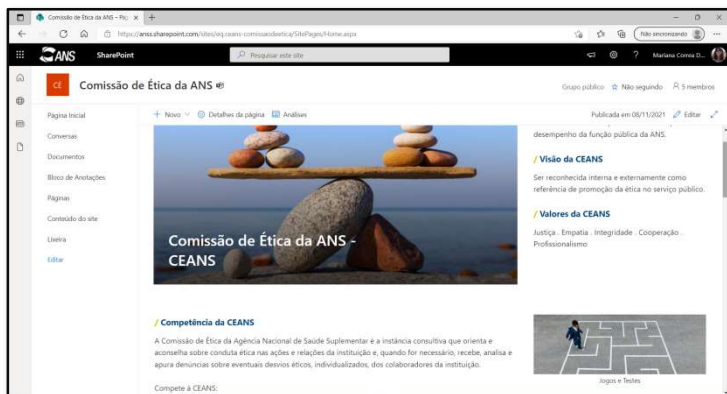 Comissão de Ética da ANS – Pág
https://anss.sharepoint.com/sites/eq.ceans-comissaodeetica/SitePages/Home.aspx
Não sincronizando
ANS
SharePoint
Pesquisar este site
Mariana Correa D...
CÉ
Comissão de Ética da ANS
Grupo público
Não seguindo
5 membros
Página Inicial
Conversas
Documentos
Bloco de Anotações
Páginas
Conteúdo do site
Lixeira
Editar
+ Novo
Detalhes da página
Análises
Publicada em 08/11/2021
Editar
Comissão de Ética da ANS -
CEANS
desempenho da função pública da ANS.
/ Visão da CEANS
Ser reconhecida interna e externamente como
referência de promoção da ética no serviço público.
/ Valores da CEANS
Justiça . Empatia . Integridade . Cooperação .
Profissionalismo
/ Competência da CEANS
A Comissão de Ética da Agência Nacional de Saúde Suplementar é a instância consultiva que orienta e
aconselha sobre conduta ética nas ações e relações da instituição e, quando for necessário, recebe, analisa e
apura denúncias sobre eventuais desvios éticos, individualizados, dos colaboradores da instituição.
Compete à CEANS:
Jogos e Testes